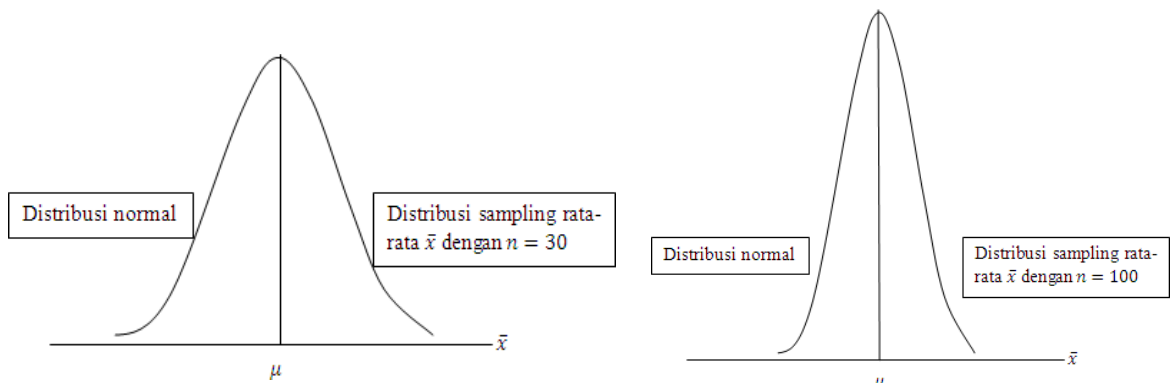 Distribusi normal
Distribusi sampling rata-
rata x̄ dengan n = 30
x̄
μ
Distribusi normal
Distribusi sampling rata-
rata x̄ dengan n = 100
x̄
μ